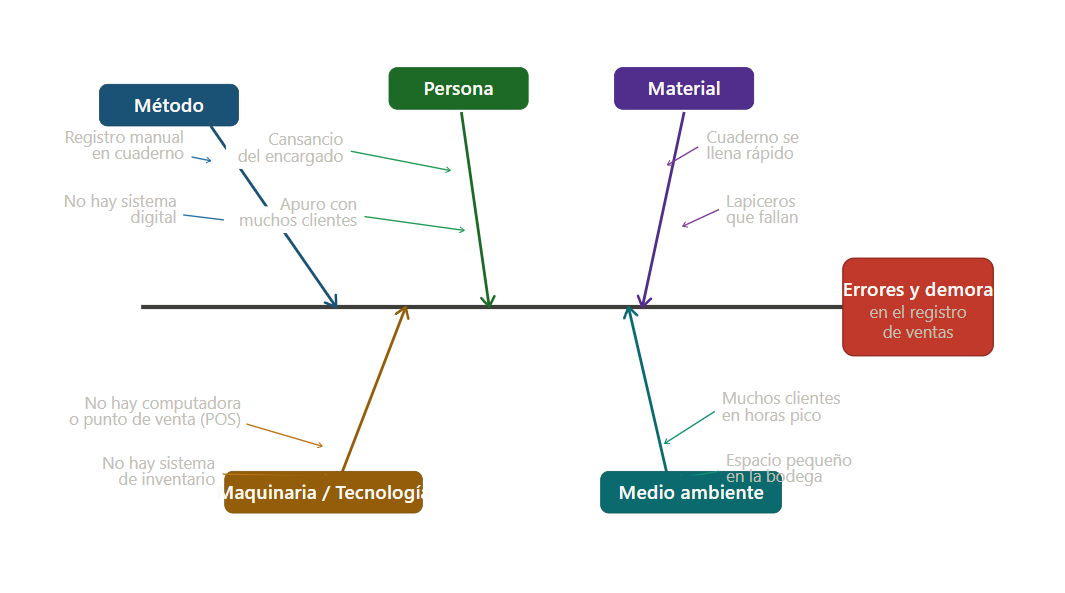 Método
Persona
Material
Registro manual
en cuaderno
Cansancio
del encargado
Cuaderno se
llena rápido
No hay sistema
digital
Apuro con
muchos clientes
Lapiceros
que fallan
Errores y demora
en el registro
de ventas
No hay computadora
o punto de venta (POS)
Muchos clientes
en horas pico
No hay sistema
de inventario
Espacio pequeño
en la bodega
Maquinaria / Tecnología
Medio ambiente